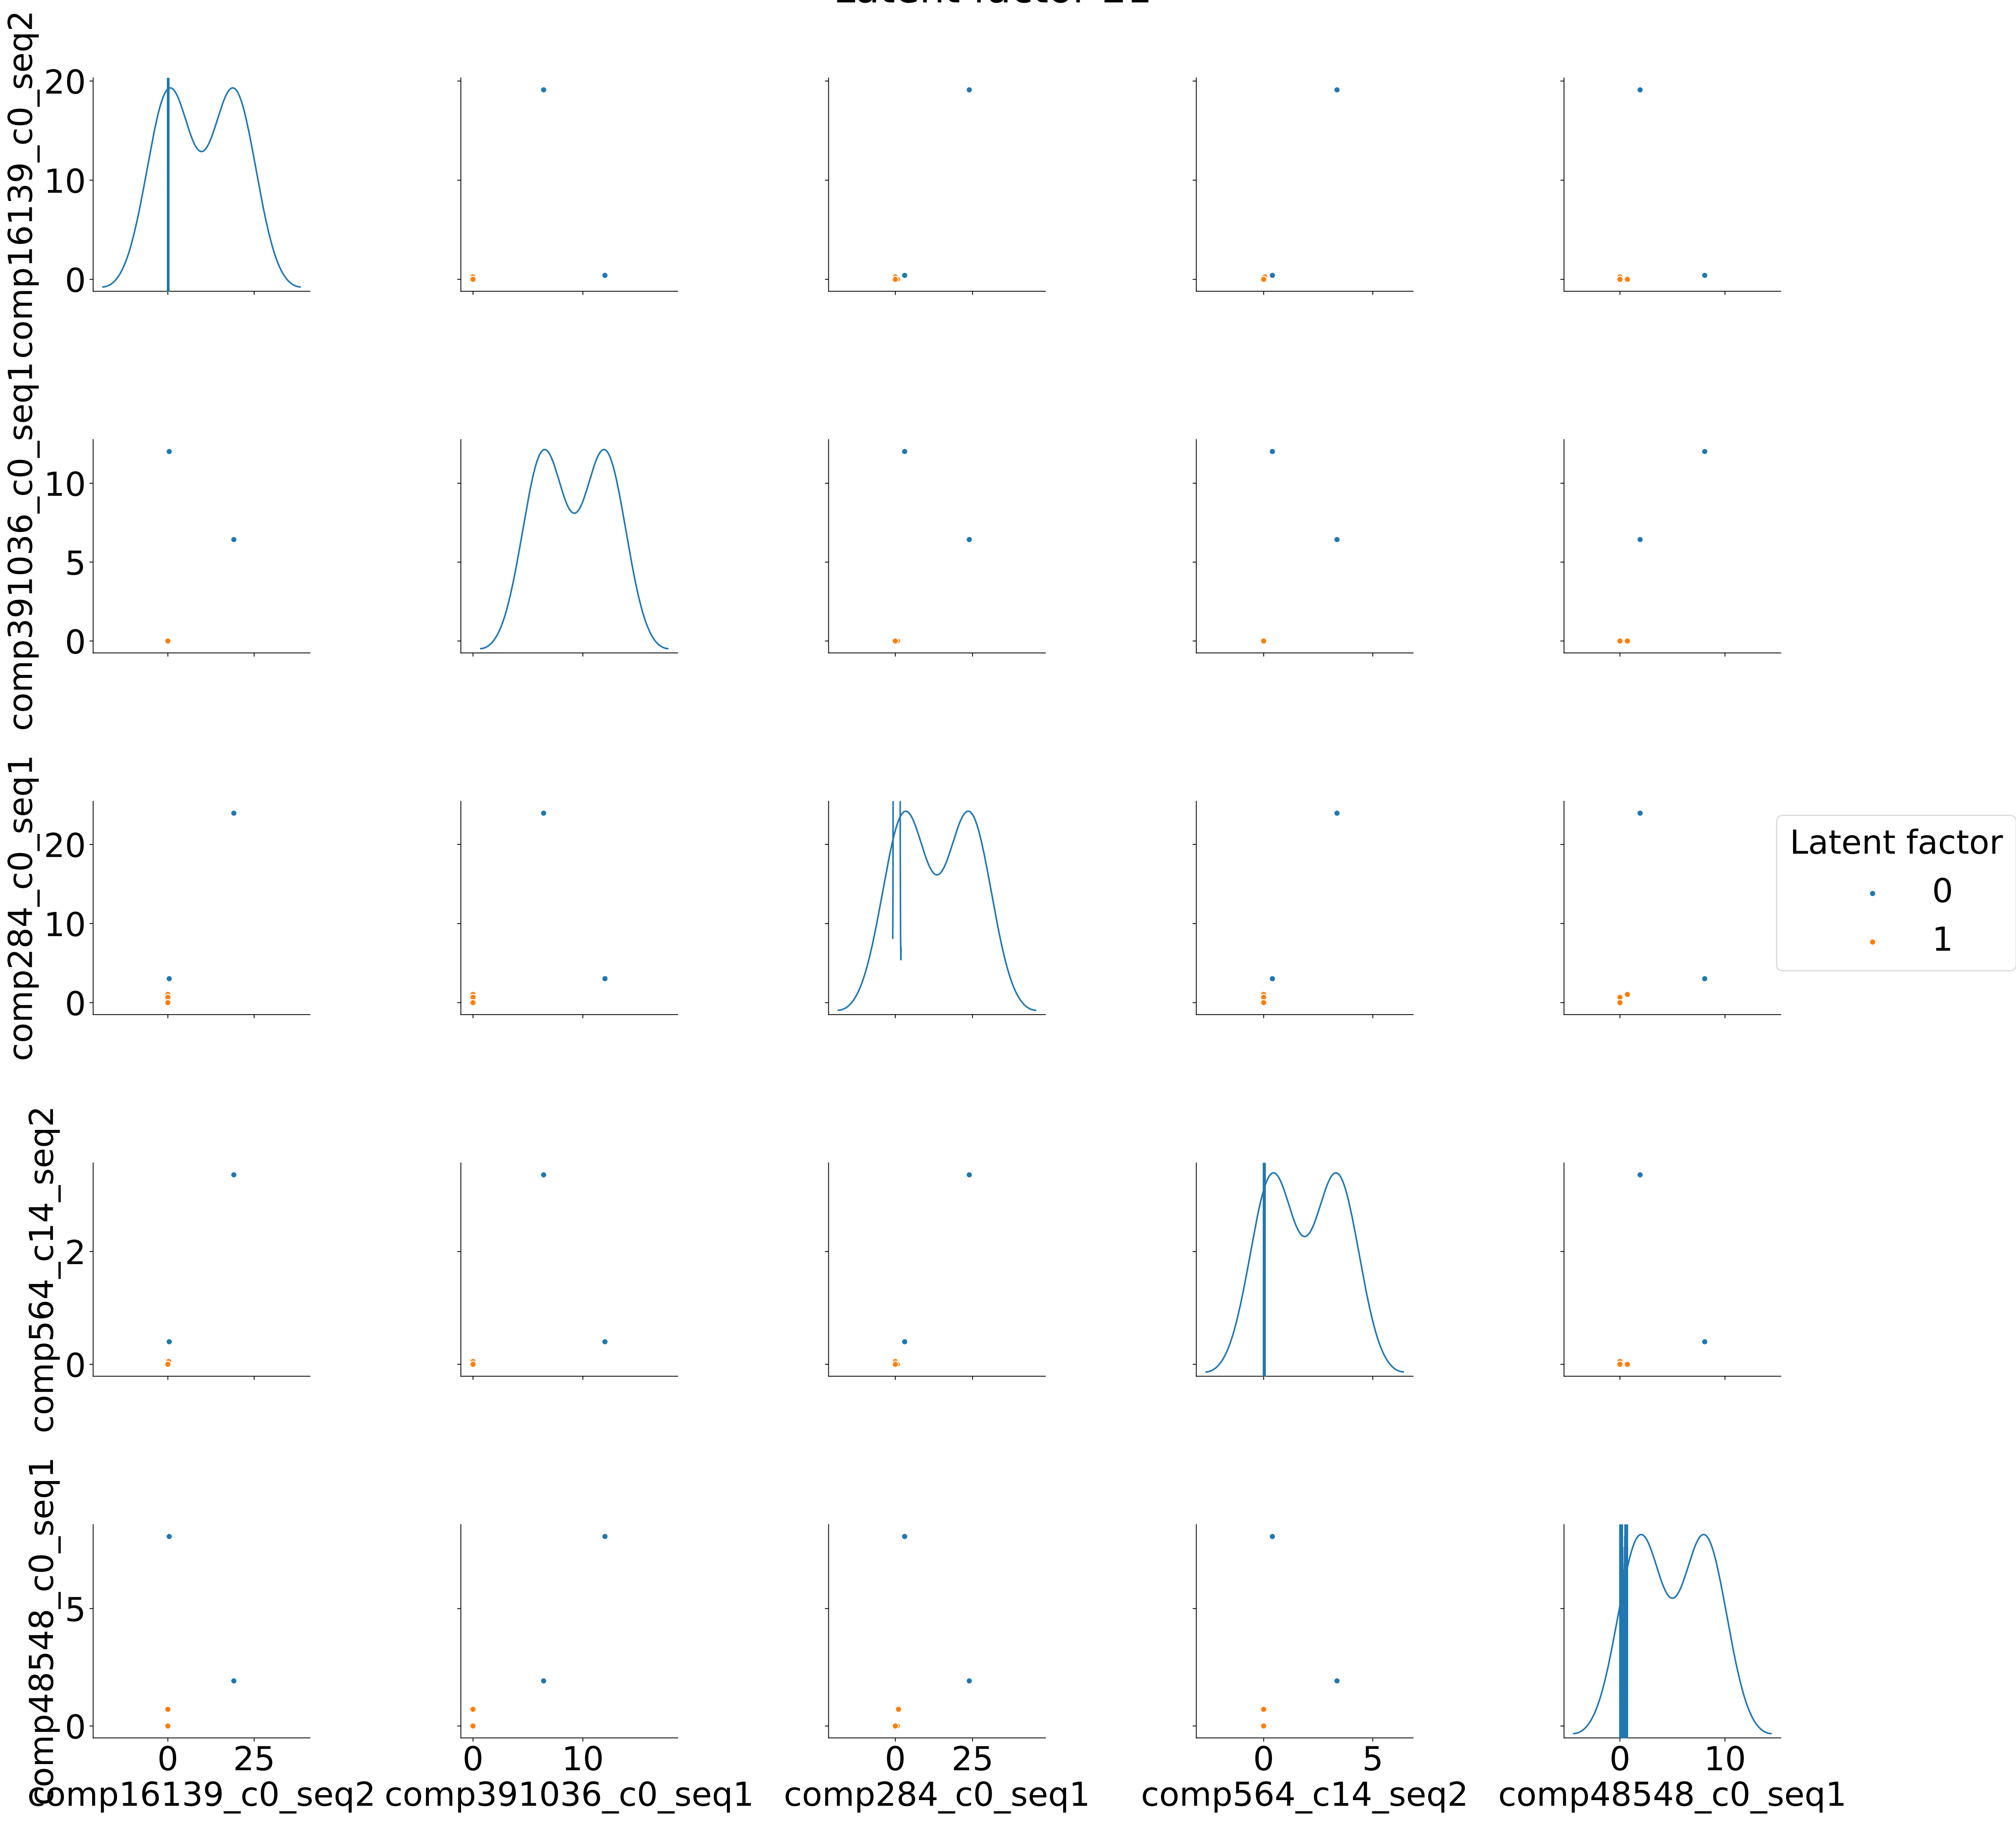 comp16139_c0_seq2
20
10
0
comp391036_c0_seq1
10
5
0
comp284_c0_seq1
20
10
0
Latent factor
0
1
comp564_c14_seq2
2
0
comp48548_c0_seq1
5
0
0 25 0 10 0 25 0 5 0 10
comp16139_c0_seq2 comp391036_c0_seq1 comp284_c0_seq1 comp564_c14_seq2 comp48548_c0_seq1